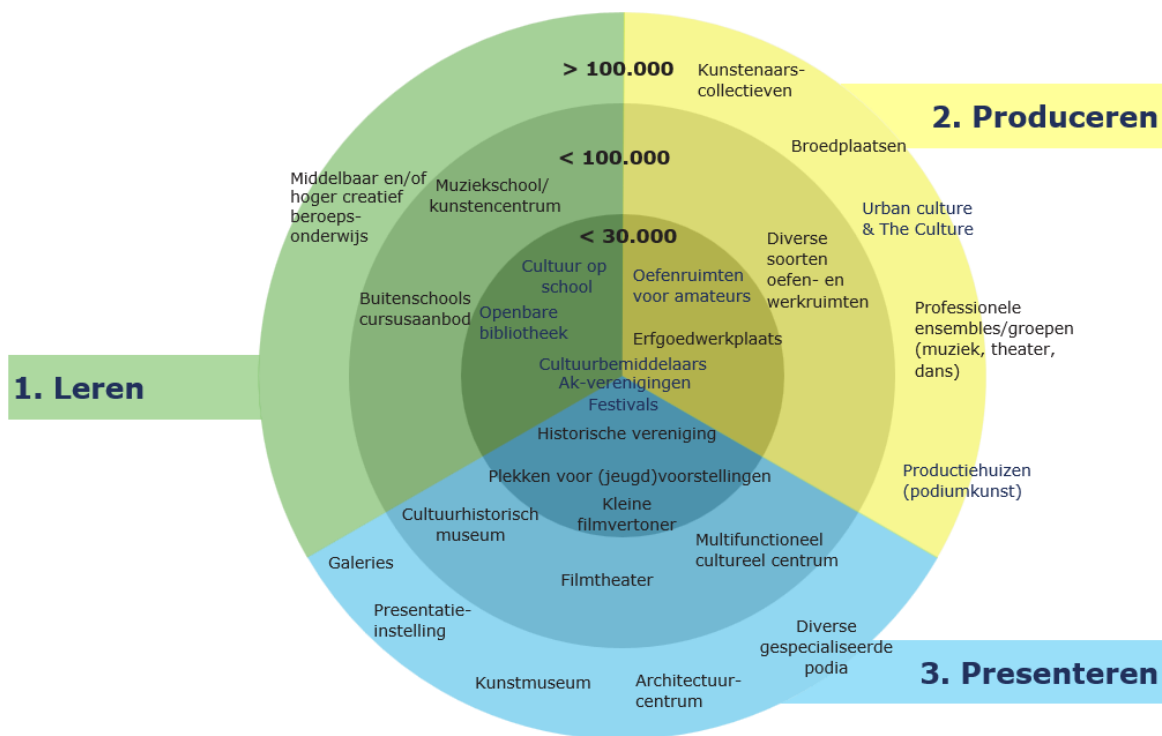 > 100.000
Kunstenaars-
collectieven
2. Produceren
Broedplaatsen
< 100.000
Middelbaar en/of
hoger creatief
beroeps-
onderwijs
Muziekschool/
kunstencentrum
Urban culture
& The Culture
< 30.000
Diverse
soorten
oefen- en
werkruimten
Cultuur op
school
Oefenruimten
voor amateurs
Buitenschools
cursusaanbod
Openbare
bibliotheek
Professionele
ensembles/groepen
(muziek, theater,
dans)
Erfgoedwerkplaats
1. Leren
Cultuurbemiddelaars
Ak-verenigingen
Festivals
Historische vereniging
Plekken voor (jeugd)voorstellingen
Productiehuizen
(podiumkunst)
Kleine
filmvertoner
Cultuurhistorisch
museum
Multifunctioneel
cultureel centrum
Galeries
Filmtheater
Presentatie-
instelling
Diverse
gespecialiseerde
podia
3. Presenteren
Kunstmuseum
Architectuur-
centrum